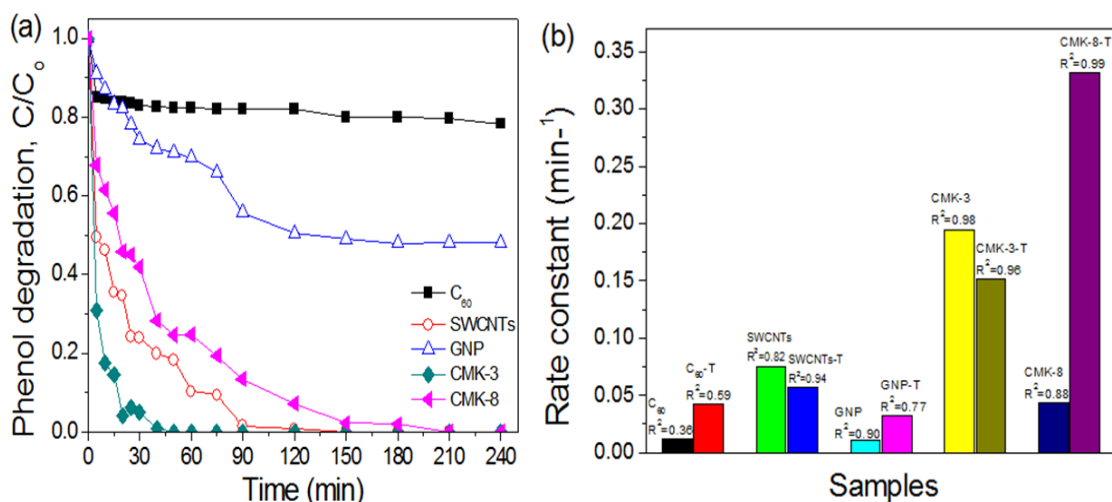 (a)
Phenol degradation, C/C₀
1.0
0.8
0.6
0.4
0.2
0.0
0 30 60 90 120 150 180 210 240
Time (min)
C₆₀
SWCNTs
GNP
CMK-3
CMK-8
(b)
Rate constant (min-¹)
0.35
0.30
0.25
0.20
0.15
0.10
0.05
0.00
C₆₀
R²=0.36
C₆₀-T
R²=0.59
SWCNTs
R²=0.82
SWCNTs-T
R²=0.94
GNP
R²=0.90
GNP-T
R²=0.77
CMK-3
R²=0.98
CMK-3-T
R²=0.96
CMK-8
R²=0.88
CMK-8-T
R²=0.99
Samples